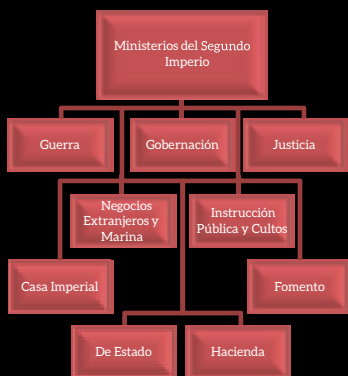 Ministerios del Segundo
Imperio
Guerra
Gobernación
Justicia
Negocios
Extranjeros y
Marina
Instrucción
Pública y Cultos
Casa Imperial
Fomento
De Estado
Hacienda